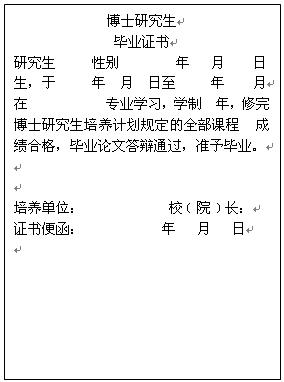 博士研究生
毕业证书
研究生 性别 年 月 日
生，于 年 月 日至 年 月
在 专业学习，学制 年，修完
博士研究生培养计划规定的全部课程 成
绩合格，毕业论文答辩通过，准予毕业。
培养单位： 校（院）长：
证书便函： 年 月 日